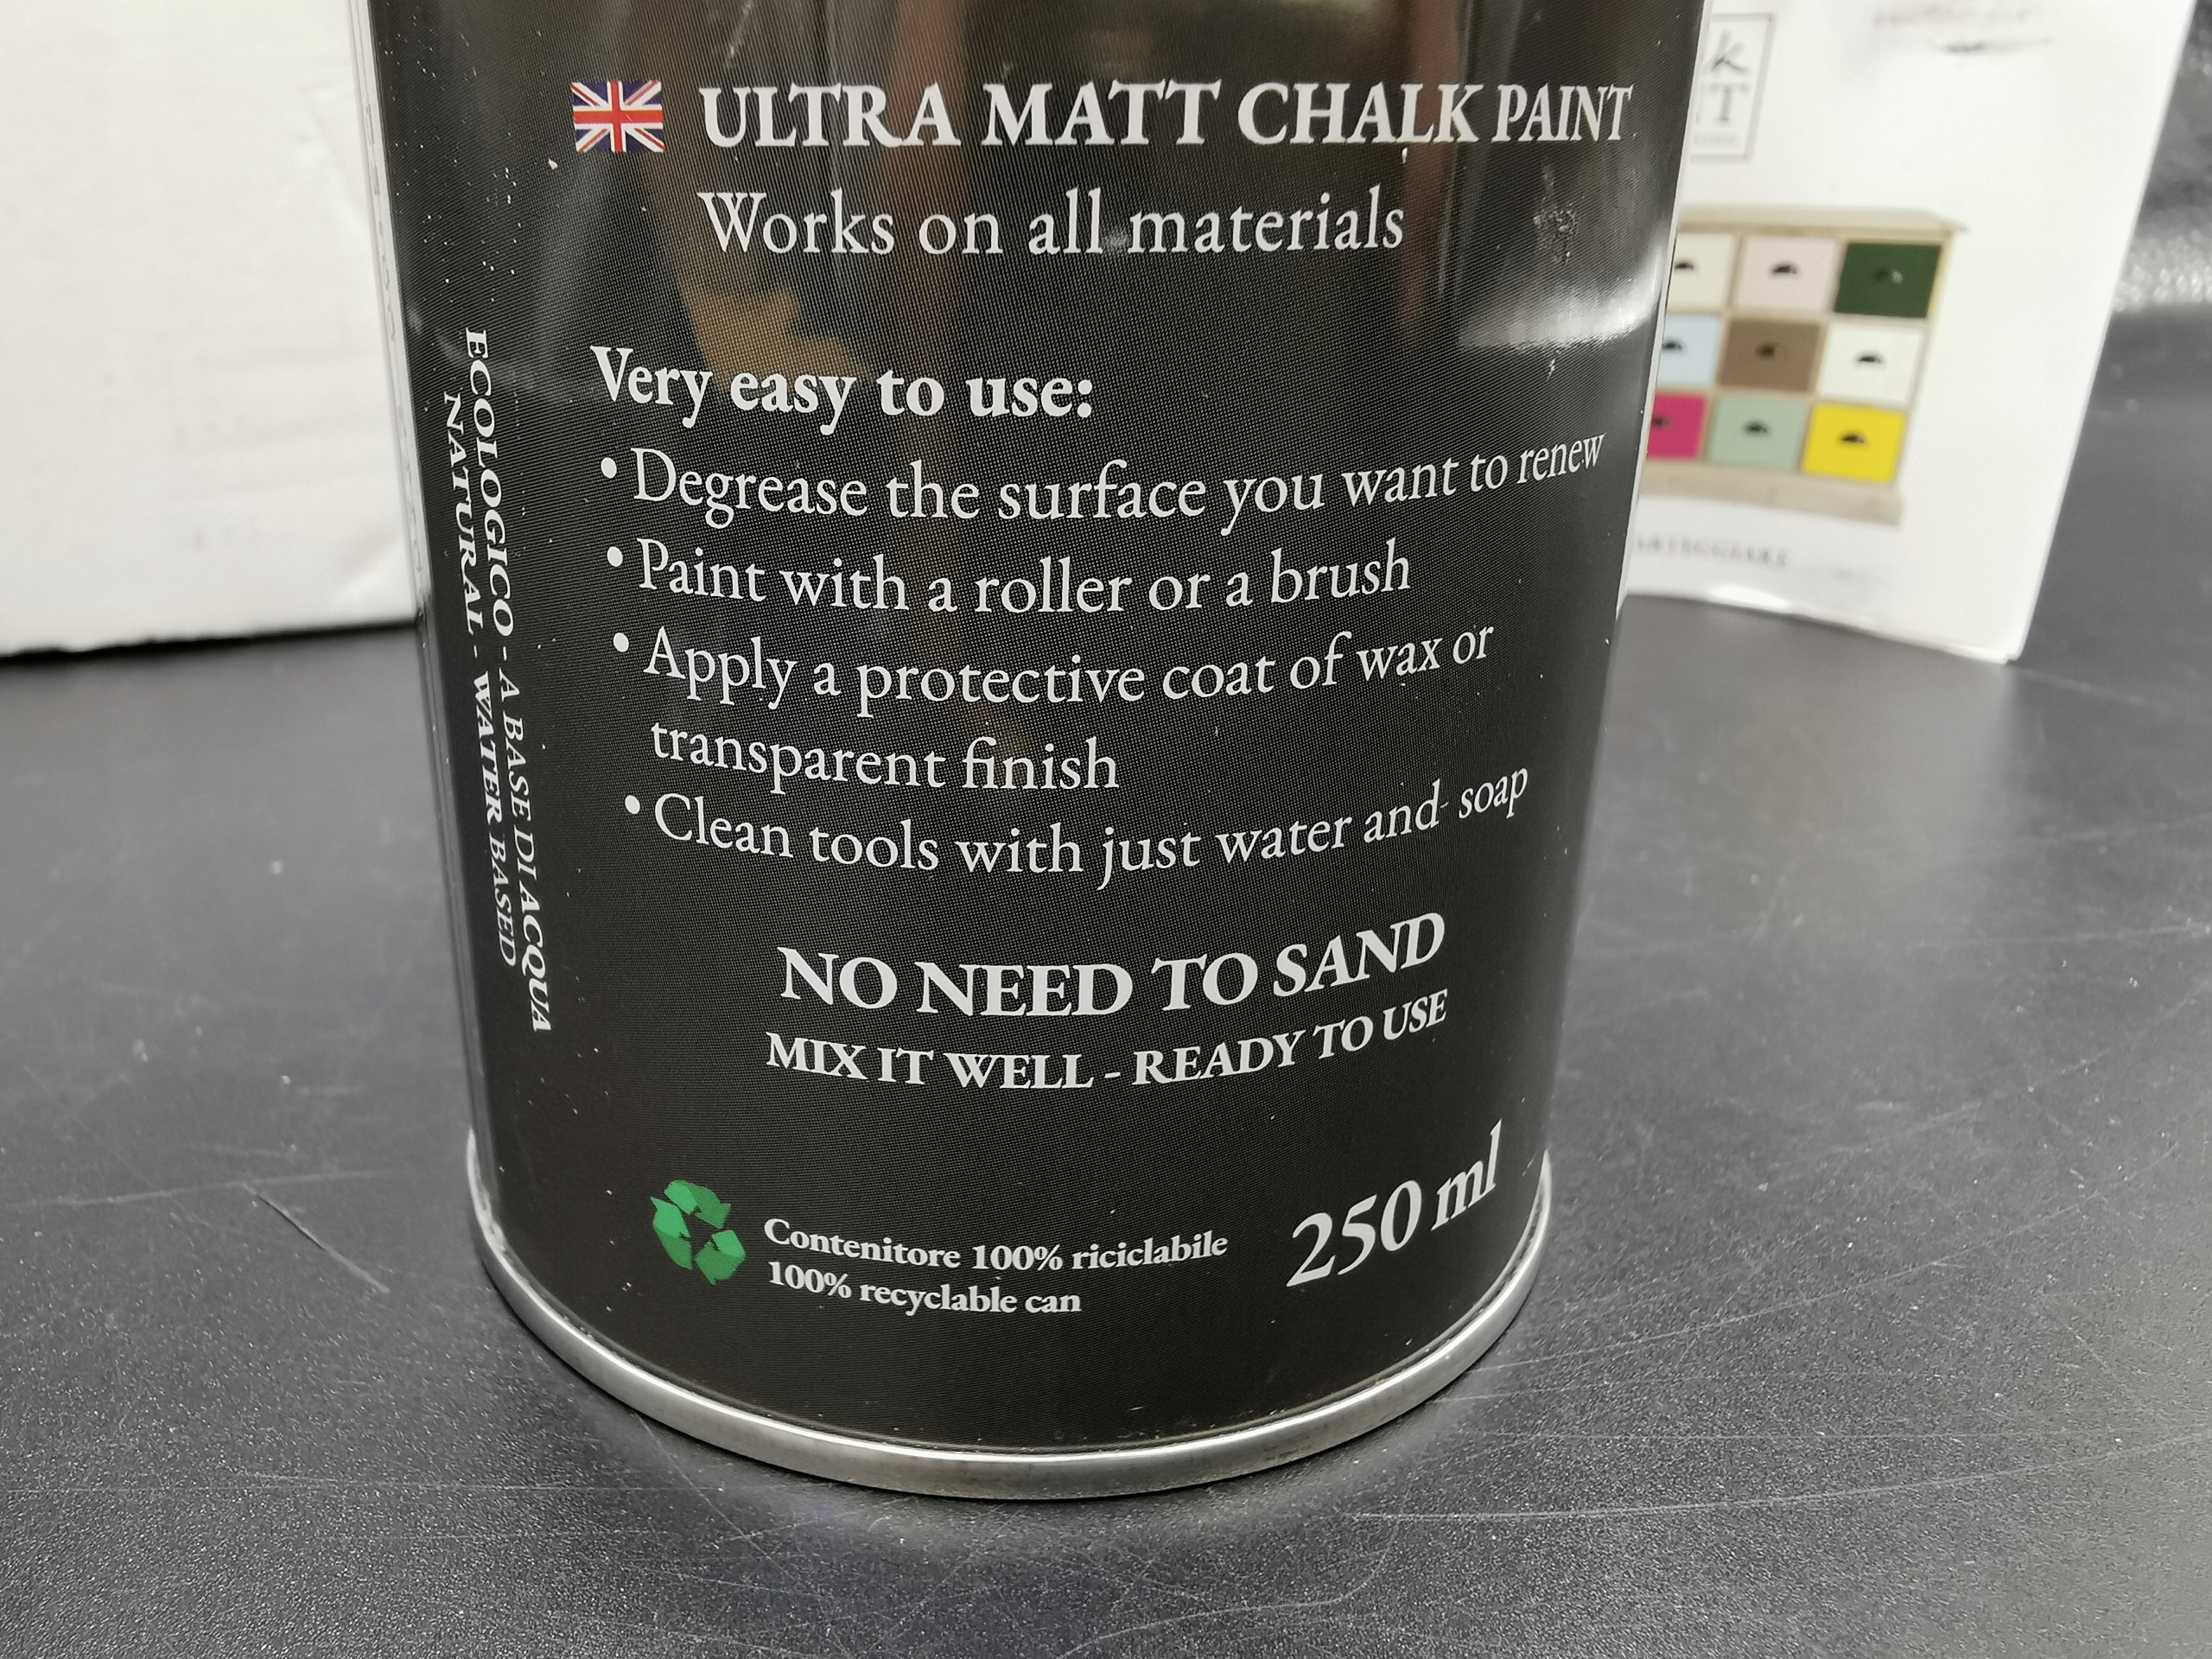 ULTRA MATT CHALK PAINT
Works on all materials
Very easy to use:
• Degrease the surface you want to renew
• Paint with a roller or a brush
• Apply a protective coat of wax or
transparent finish
• Clean tools with just water and soap
NO NEED TO SAND
MIX IT WELL - READY TO USE
Contenitore 100% riciclabile
100% recyclable can
250 ml
ECOLOGICO - A BASE DI ACQUA
NATURAL - WATER BASED